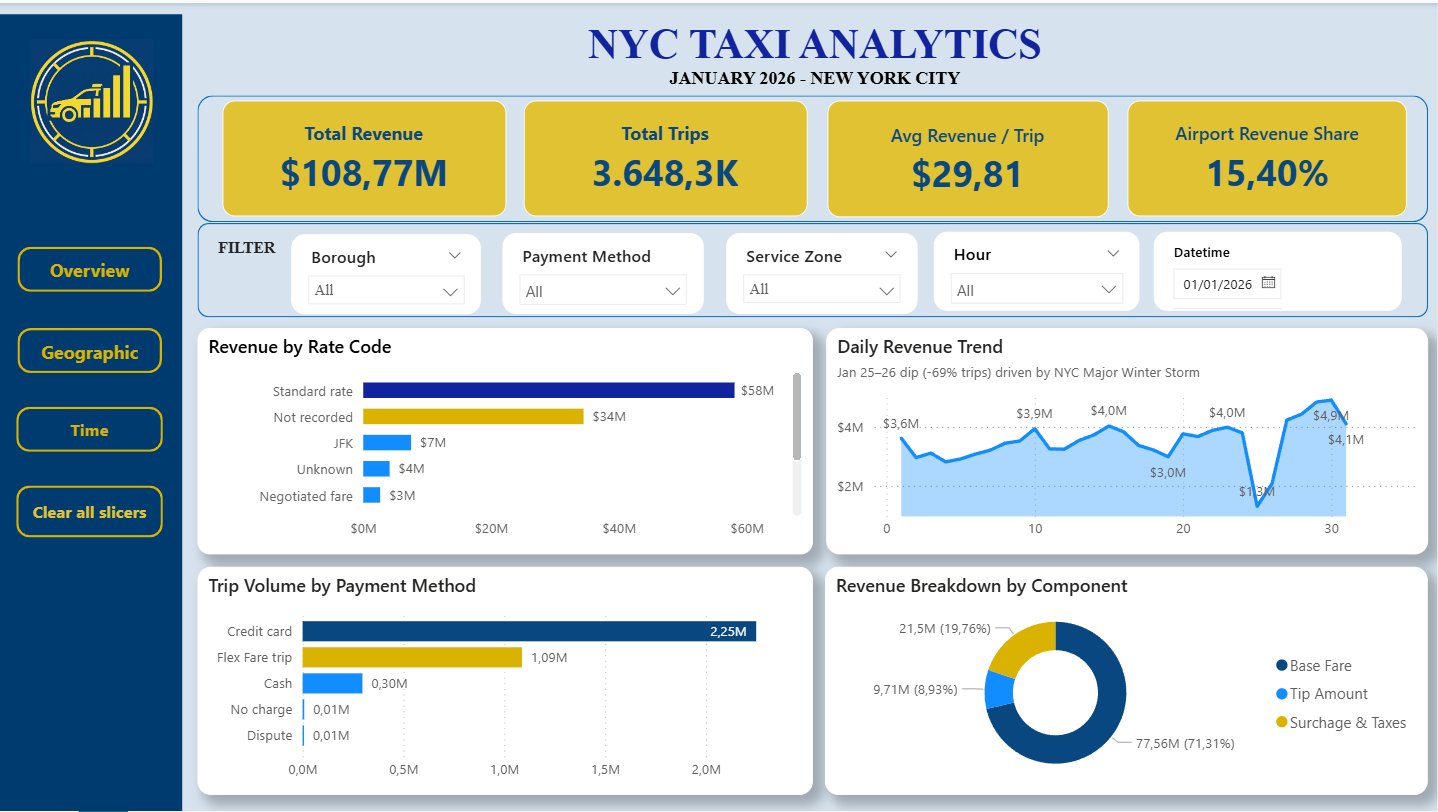 NYC TAXI ANALYTICS
JANUARY 2026 - NEW YORK CITY
Total Revenue
$108,77M
Total Trips
3.648,3K
Avg Revenue / Trip
$29,81
Airport Revenue Share
15,40%
Overview
Geographic
Time
Clear all slicers
FILTER
Borough
All
Payment Method
All
Service Zone
All
Hour
All
Datetime
01/01/2026
Revenue by Rate Code
Standard rate $58M
Not recorded $34M
JFK $7M
Unknown $4M
Negotiated fare $3M
$0M $20M $40M $60M
Daily Revenue Trend
Jan 25–26 dip (-69% trips) driven by NYC Major Winter Storm
$4M
$2M
$3,6M
$3,9M
$4,0M
$3,0M
$4,0M
$1,3M
$4,9M
$4,1M
0 10 20 30
Trip Volume by Payment Method
Credit card 2,25M
Flex Fare trip 1,09M
Cash 0,30M
No charge 0,01M
Dispute 0,01M
0,0M 0,5M 1,0M 1,5M 2,0M
Revenue Breakdown by Component
21,5M (19,76%)
9,71M (8,93%)
77,56M (71,31%)
Base Fare
Tip Amount
Surchage & Taxes